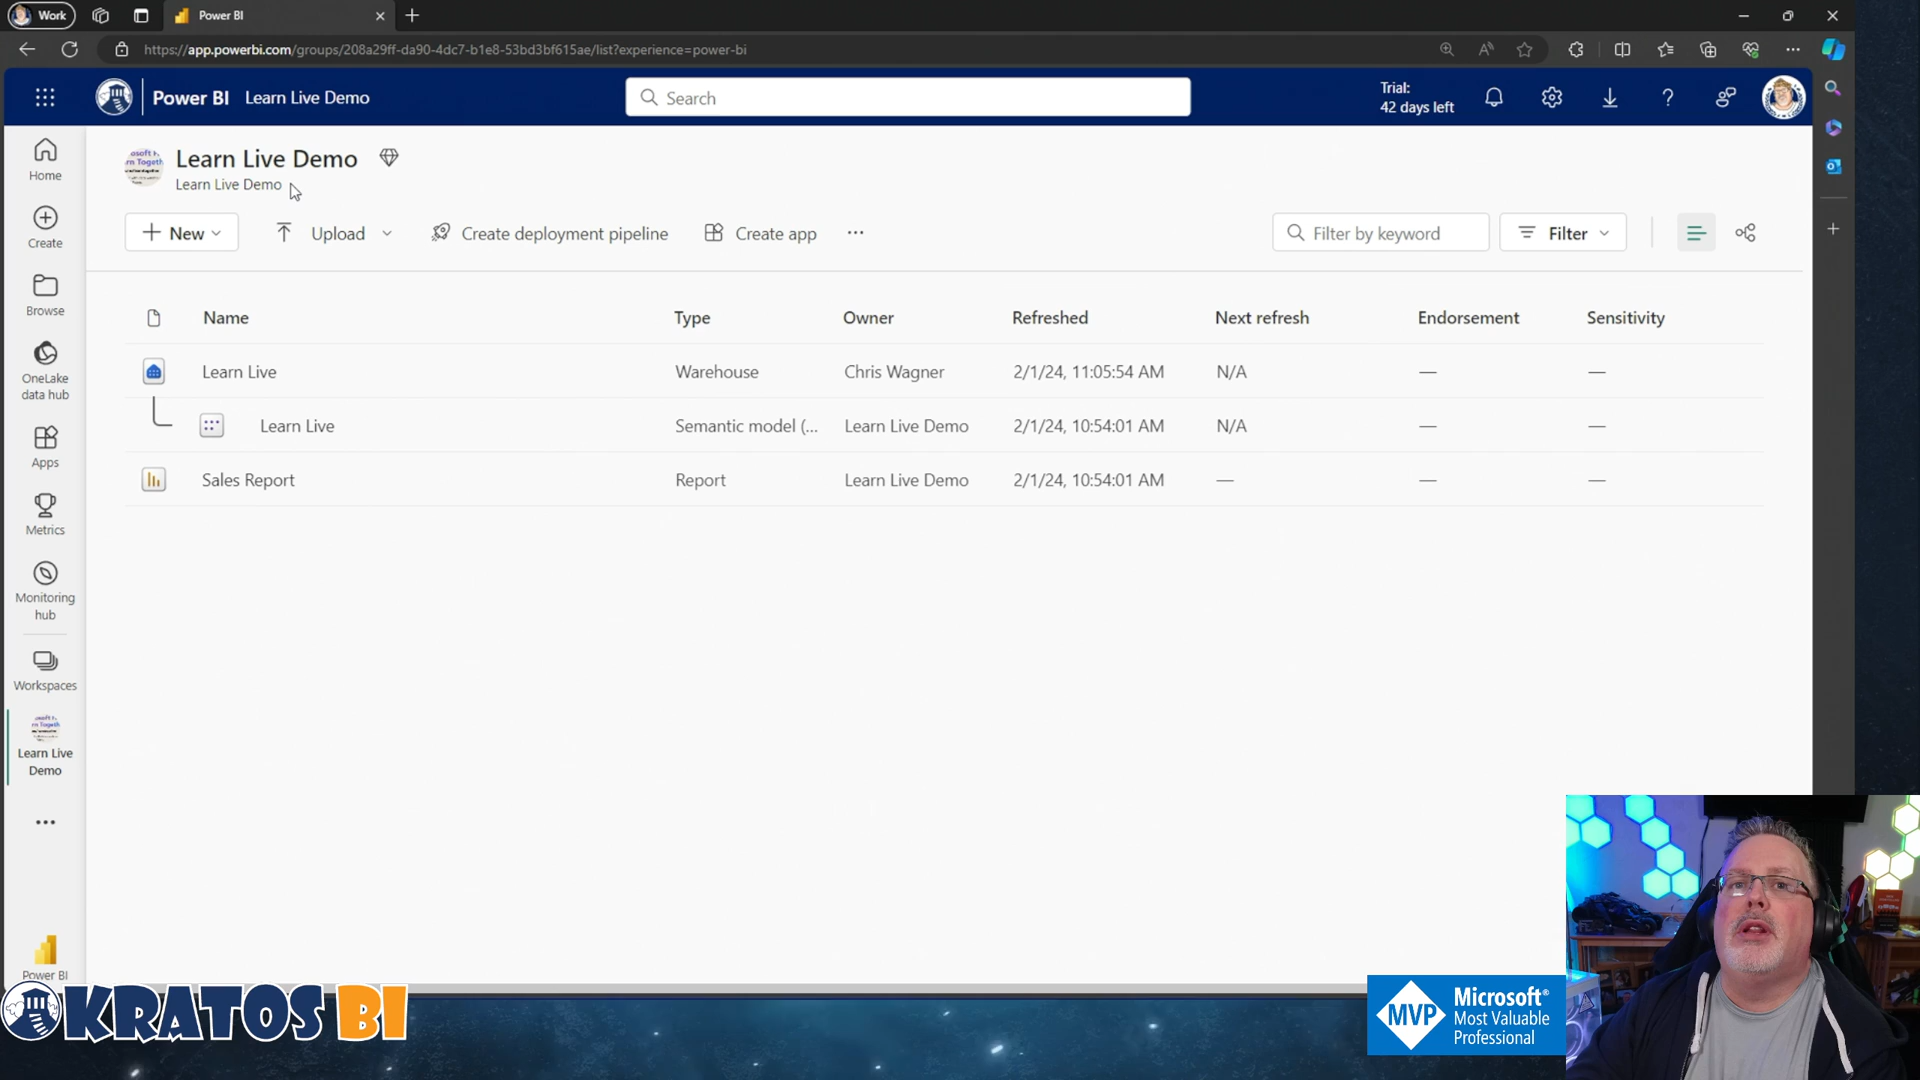 Work
Power BI
https://app.powerbi.com/groups/208a29ff-da90-4dc7-b1e8-53bd3bf615ae/list?experience=power-bi
Power BI
Learn Live Demo
Search
Trial:
42 days left
Home
Create
Browse
OneLake
data hub
Apps
Metrics
Monitoring
hub
Workspaces
Learn Live
Demo
Power BI
Learn Live Demo
Learn Live Demo
New
Upload
Create deployment pipeline
Create app
Filter by keyword
Filter
Name Type Owner Refreshed Next refresh Endorsement Sensitivity
Learn Live Warehouse Chris Wagner 2/1/24, 11:05:54 AM N/A — —
Learn Live Semantic model (... Learn Live Demo 2/1/24, 10:54:01 AM N/A — —
Sales Report Report Learn Live Demo 2/1/24, 10:54:01 AM — — —
KRATOS BI
MVP
Microsoft®
Most Valuable
Professional